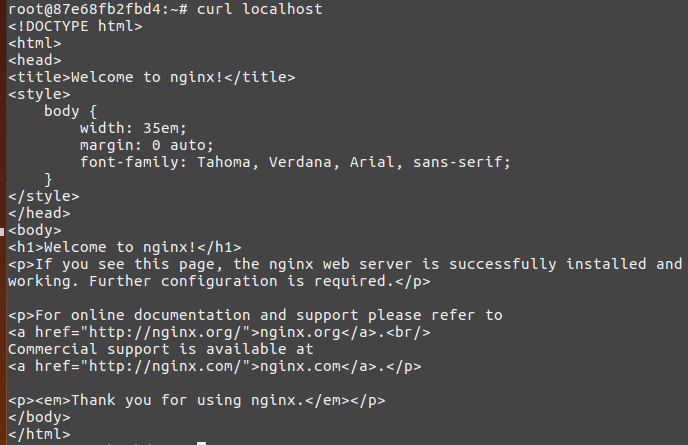 root@87e68fb2fbd4:~# curl localhost
<!DOCTYPE html>
<html>
<head>
<title>Welcome to nginx!</title>
<style>
    body {
        width: 35em;
        margin: 0 auto;
        font-family: Tahoma, Verdana, Arial, sans-serif;
    }
</style>
</head>
<body>
<h1>Welcome to nginx!</h1>
<p>If you see this page, the nginx web server is successfully installed and
working. Further configuration is required.</p>

<p>For online documentation and support please refer to
<a href="http://nginx.org/">nginx.org</a>.<br/>
Commercial support is available at
<a href="http://nginx.com/">nginx.com</a>.</p>

<p><em>Thank you for using nginx.</em></p>
</body>
</html>